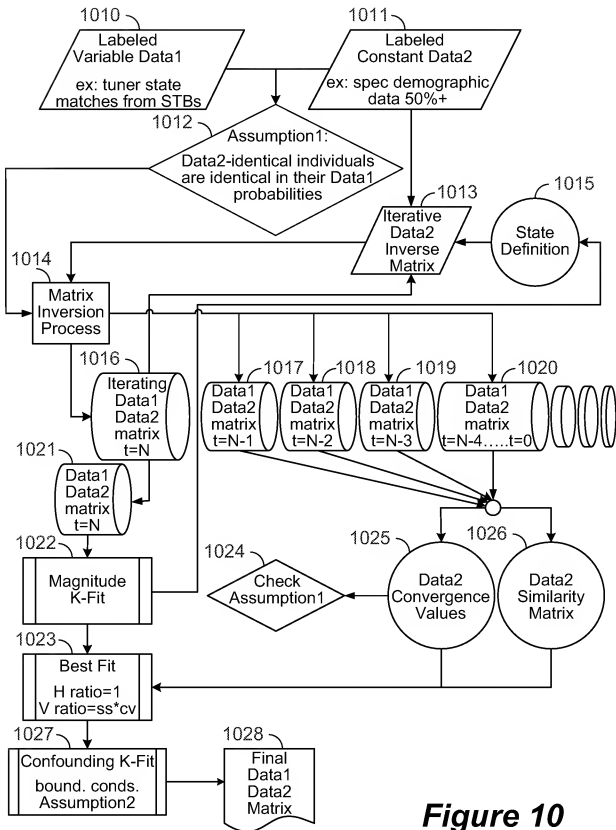 1010
Labeled
Variable Data1
ex: tuner state
matches from STBs
1011
Labeled
Constant Data2
ex: spec demographic
data 50%+
1012
Assumption1:
Data2-identical individuals
are identical in their Data1
probabilities
1013
Iterative
Data2
Inverse
Matrix
1015
State
Definition
1014
Matrix
Inversion
Process
1016
Iterating
Data1
Data2
matrix
t=N
1017
Data1
Data2
matrix
t=N-1
1018
Data1
Data2
matrix
t=N-2
1019
Data1
Data2
matrix
t=N-3
1020
Data1
Data2
matrix
t=N-4.....t=0
1021
Data1
Data2
matrix
t=N
1022
Magnitude
K-Fit
1024
Check
Assumption1
1025
Data2
Convergence
Values
1026
Data2
Similarity
Matrix
1023
Best Fit
H ratio=1
V ratio=ss*cv
1027
Confounding K-Fit
bound. conds.
Assumption2
1028
Final
Data1
Data2
Matrix
Figure 10